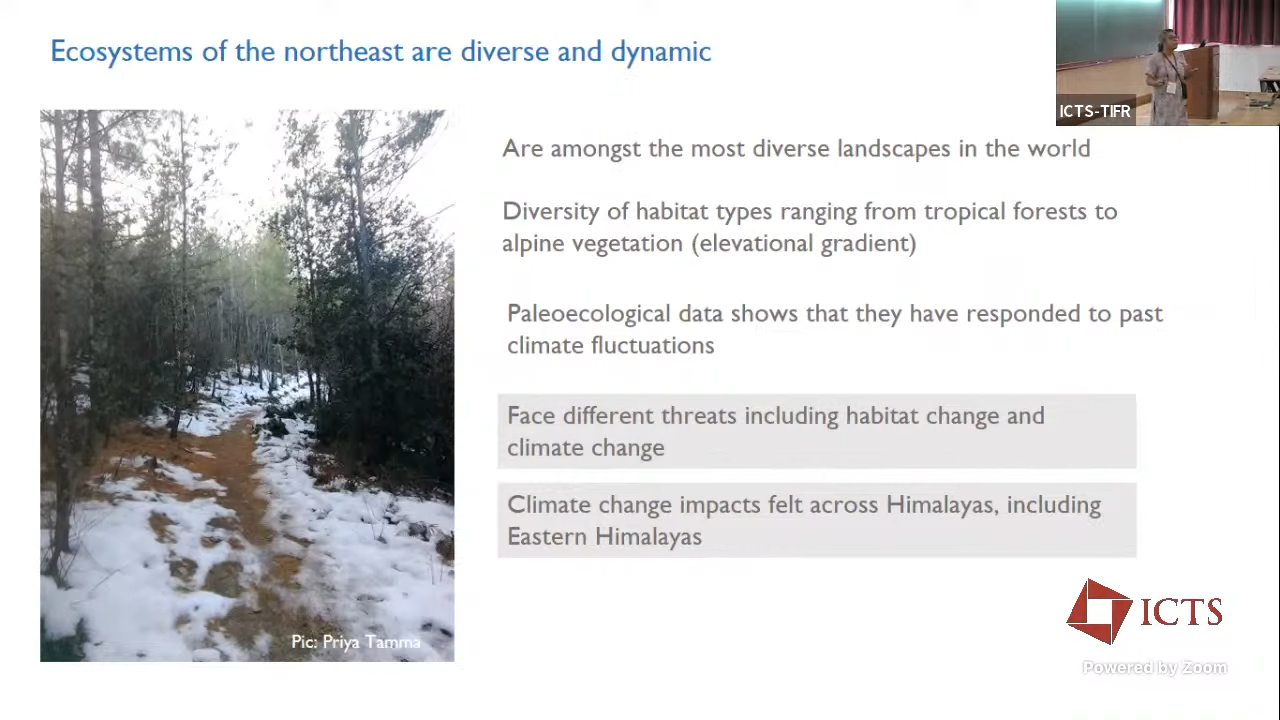 Ecosystems of the northeast are diverse and dynamic
ICTS-TIFR
Are amongst the most diverse landscapes in the world
Diversity of habitat types ranging from tropical forests to
alpine vegetation (elevational gradient)
Paleoecological data shows that they have responded to past
climate fluctuations
Face different threats including habitat change and
climate change
Climate change impacts felt across Himalayas, including
Eastern Himalayas
Pic: Priya Tamma
ICTS
Powered by Zoom